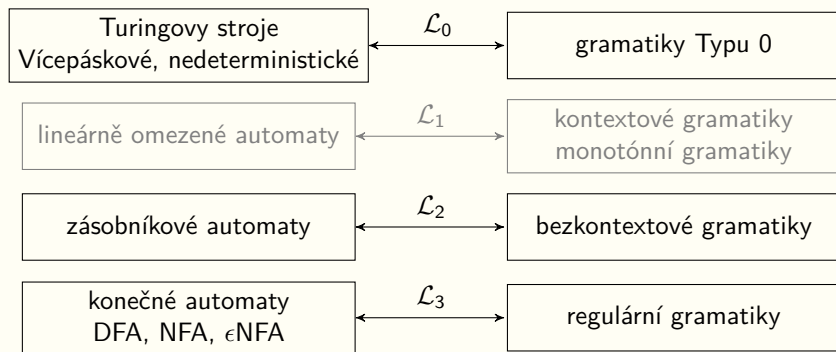 Turingovy stroje
Vícepáskové, nedeterministické
ℒ₀
gramatiky Typu 0
lineárně omezené automaty
ℒ₁
kontextové gramatiky
monotónní gramatiky
zásobníkové automaty
ℒ₂
bezkontextové gramatiky
konečné automaty
DFA, NFA, ϵNFA
ℒ₃
regulární gramatiky